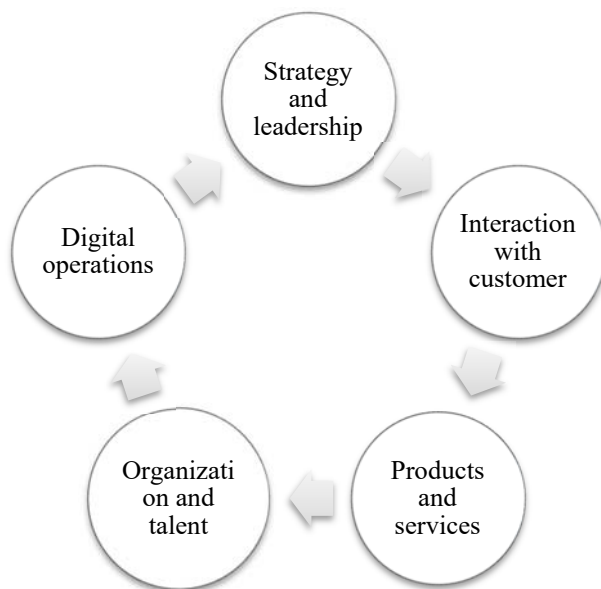 Strategy
and
leadership
Interaction
with
customer
Products
and
services
Organizati
on and
talent
Digital
operations